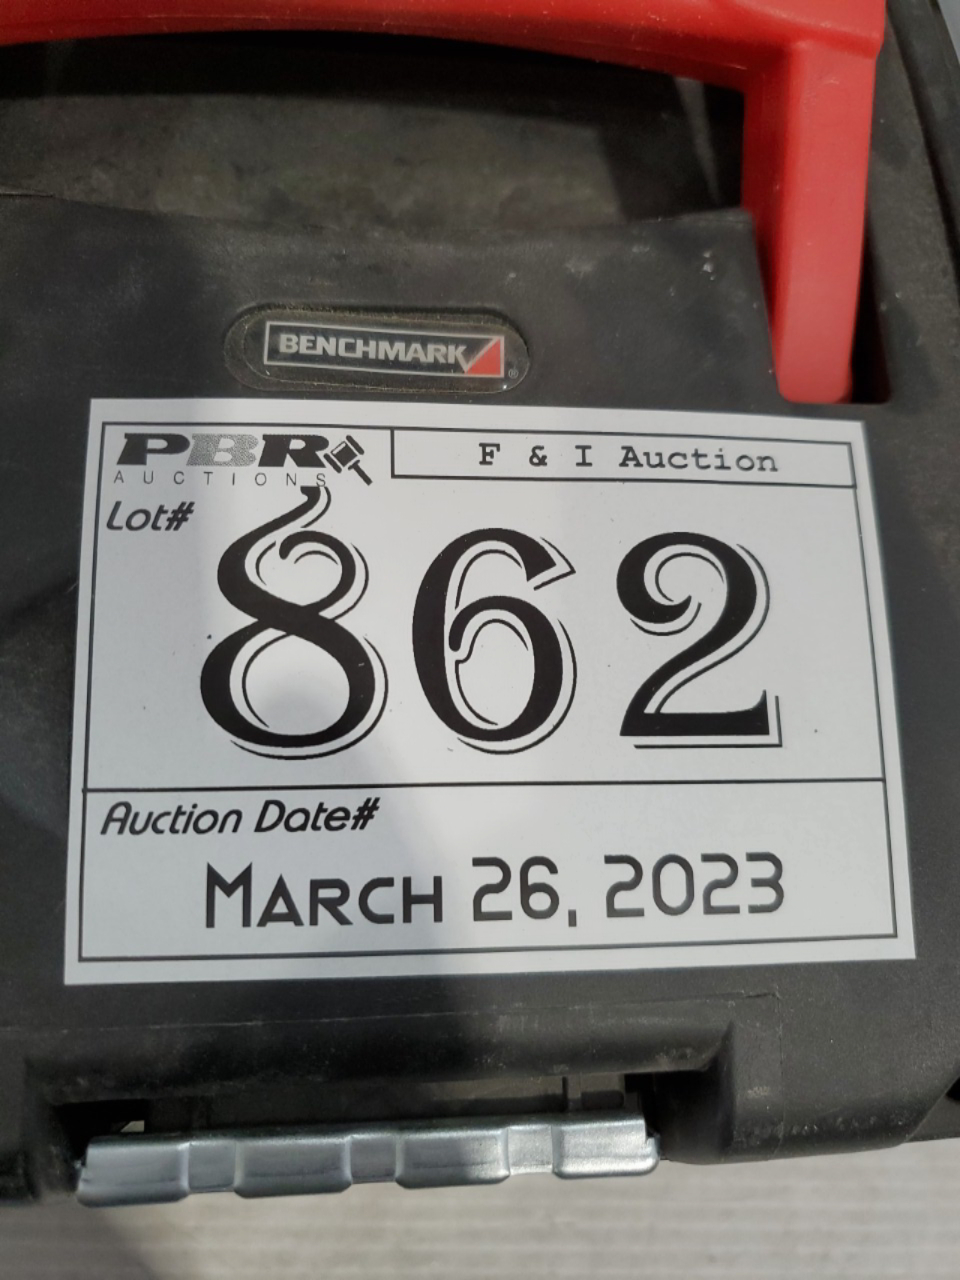 BENCHMARK®
PBR
AUCTIONS
F & I Auction
Lot#
862
Auction Date#
March 26, 2023